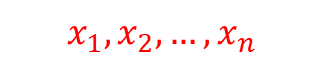 x₁, x₂, …, xₙ